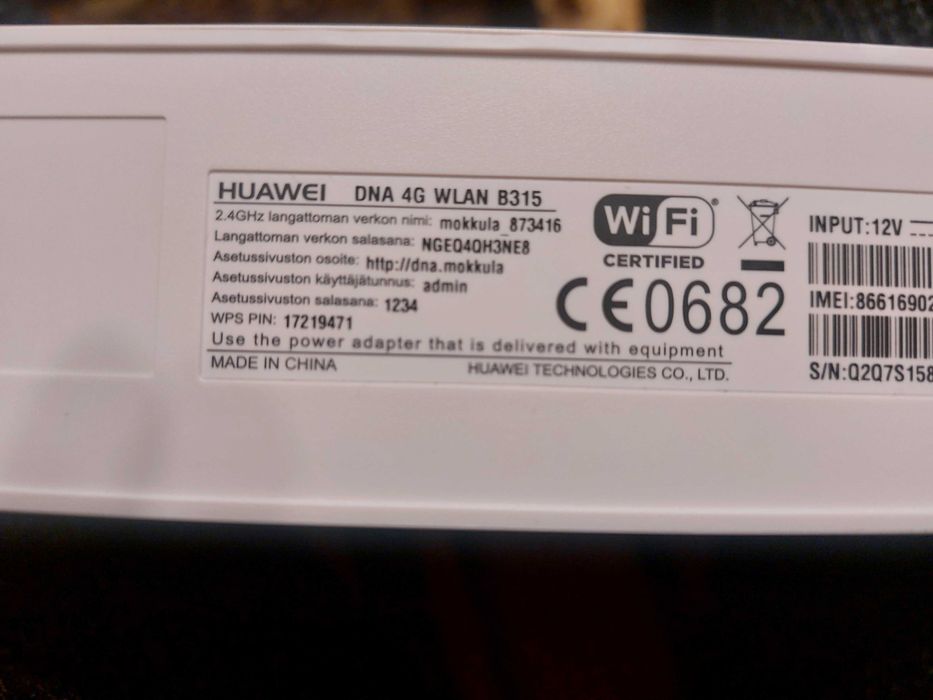 HUAWEI DNA 4G WLAN B315
2.4GHz langattoman verkon nimi: mokkula_873416
Langattoman verkon salasana: NGEQ4QH3NE8
Asetussivuston osoite: http://dna.mokkula
Asetussivuston käyttäjätunnus: admin
Asetussivuston salasana: 1234
WPS PIN: 17219471
Use the power adapter that is delivered with equipment
MADE IN CHINA HUAWEI TECHNOLOGIES CO., LTD.
Wi Fi®
CERTIFIED
CE0682
INPUT:12V
IMEI:86616902
S/N:Q2Q7S158